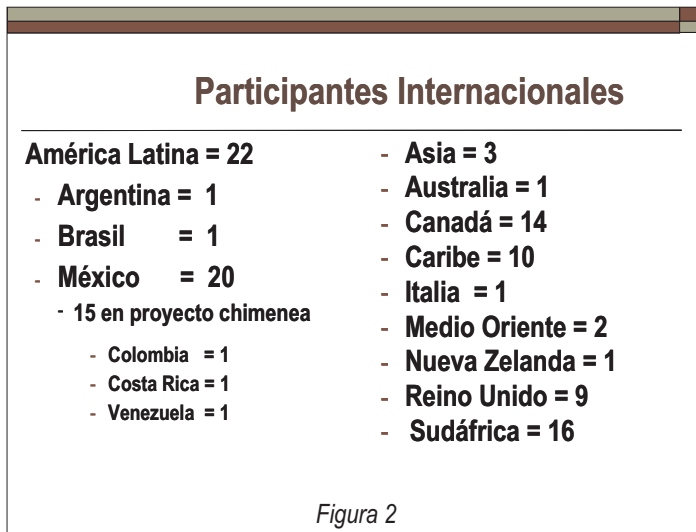 Participantes Internacionales
América Latina = 22
- Argentina = 1
- Brasil = 1
- México = 20
- 15 en proyecto chimenea
- Colombia = 1
- Costa Rica = 1
- Venezuela = 1
- Asia = 3
- Australia = 1
- Canadá = 14
- Caribe = 10
- Italia = 1
- Medio Oriente = 2
- Nueva Zelanda = 1
- Reino Unido = 9
- Sudáfrica = 16
Figura 2